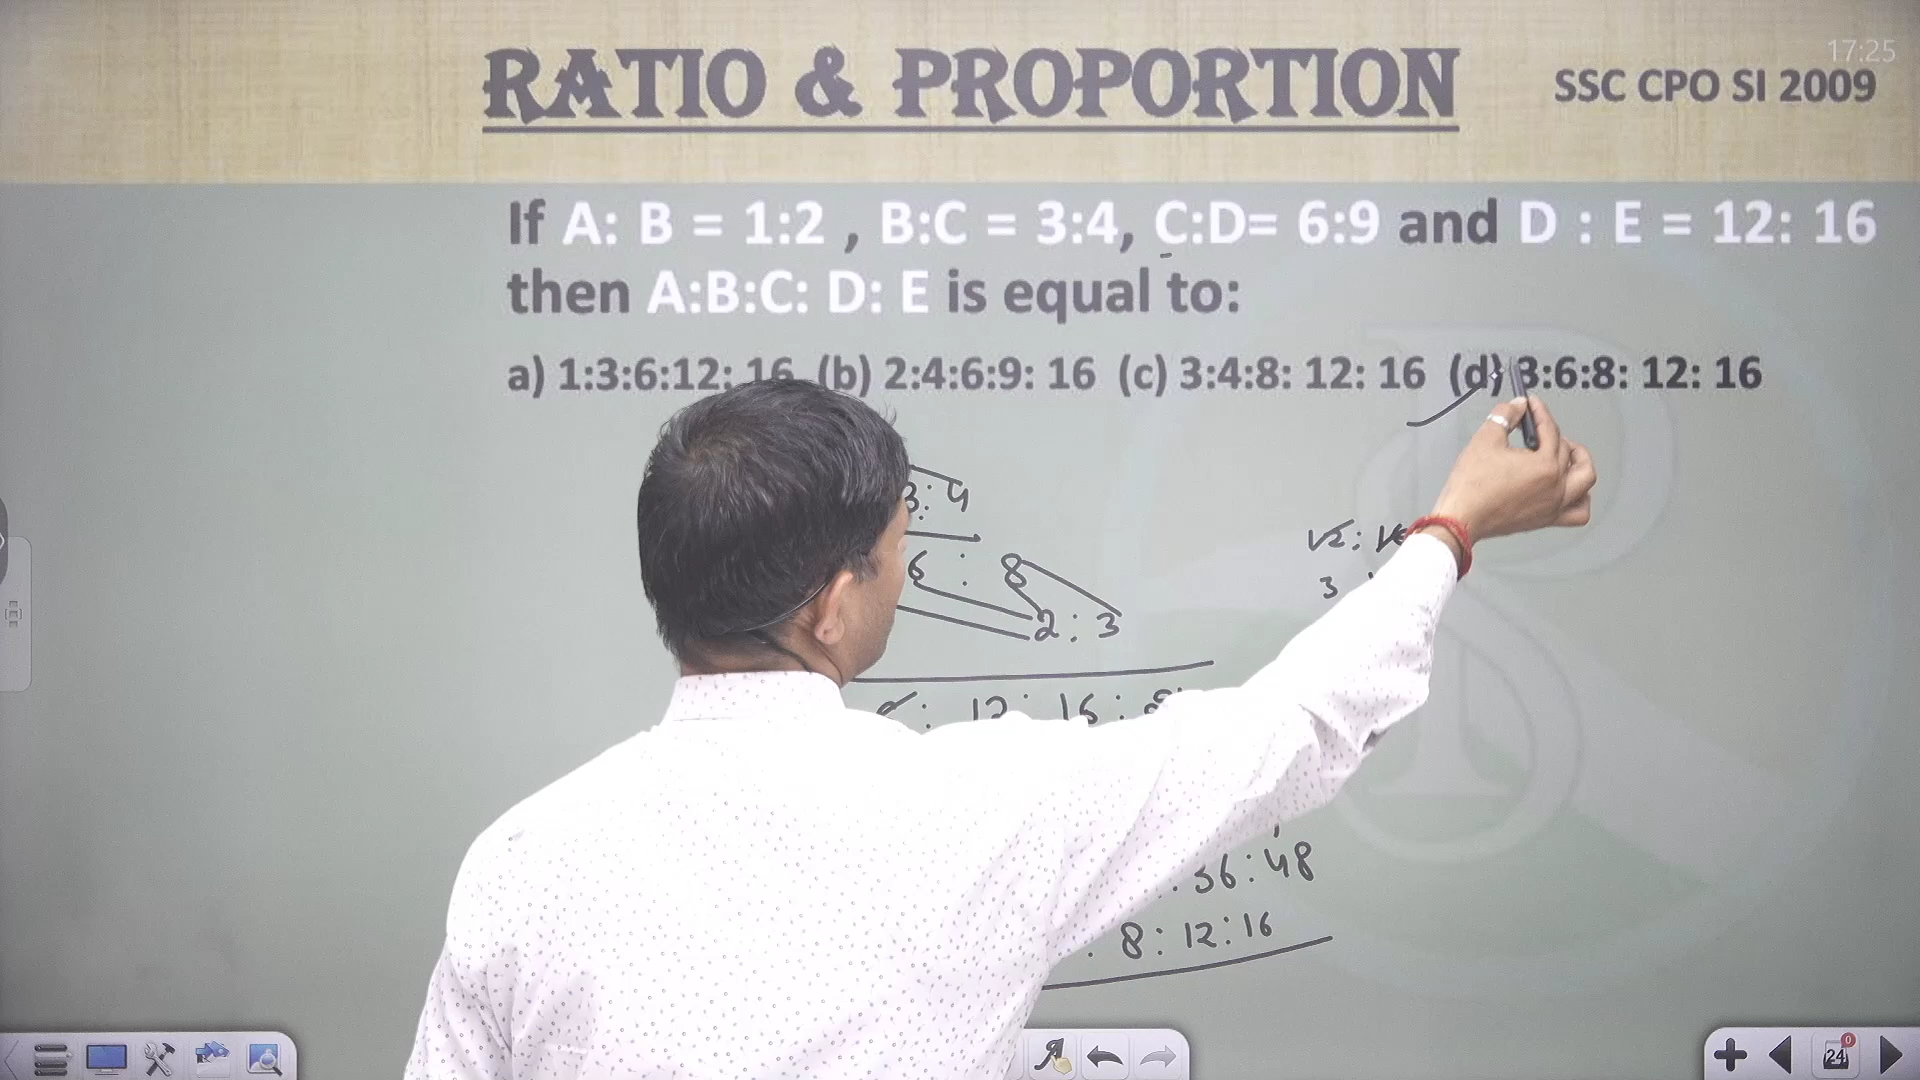 17:25
RATIO & PROPORTION
SSC CPO SI 2009
If A: B = 1:2 , B:C = 3:4, C:D= 6:9 and D : E = 12: 16
then A:B:C: D: E is equal to:
a) 1:3:6:12: 16 (b) 2:4:6:9: 16 (c) 3:4:8: 12: 16 (d) 3:6:8: 12: 16
3:4
6 : 8
12: 16
3
2 : 3
: 12: 16:
:36:48
8: 12:16
24
0